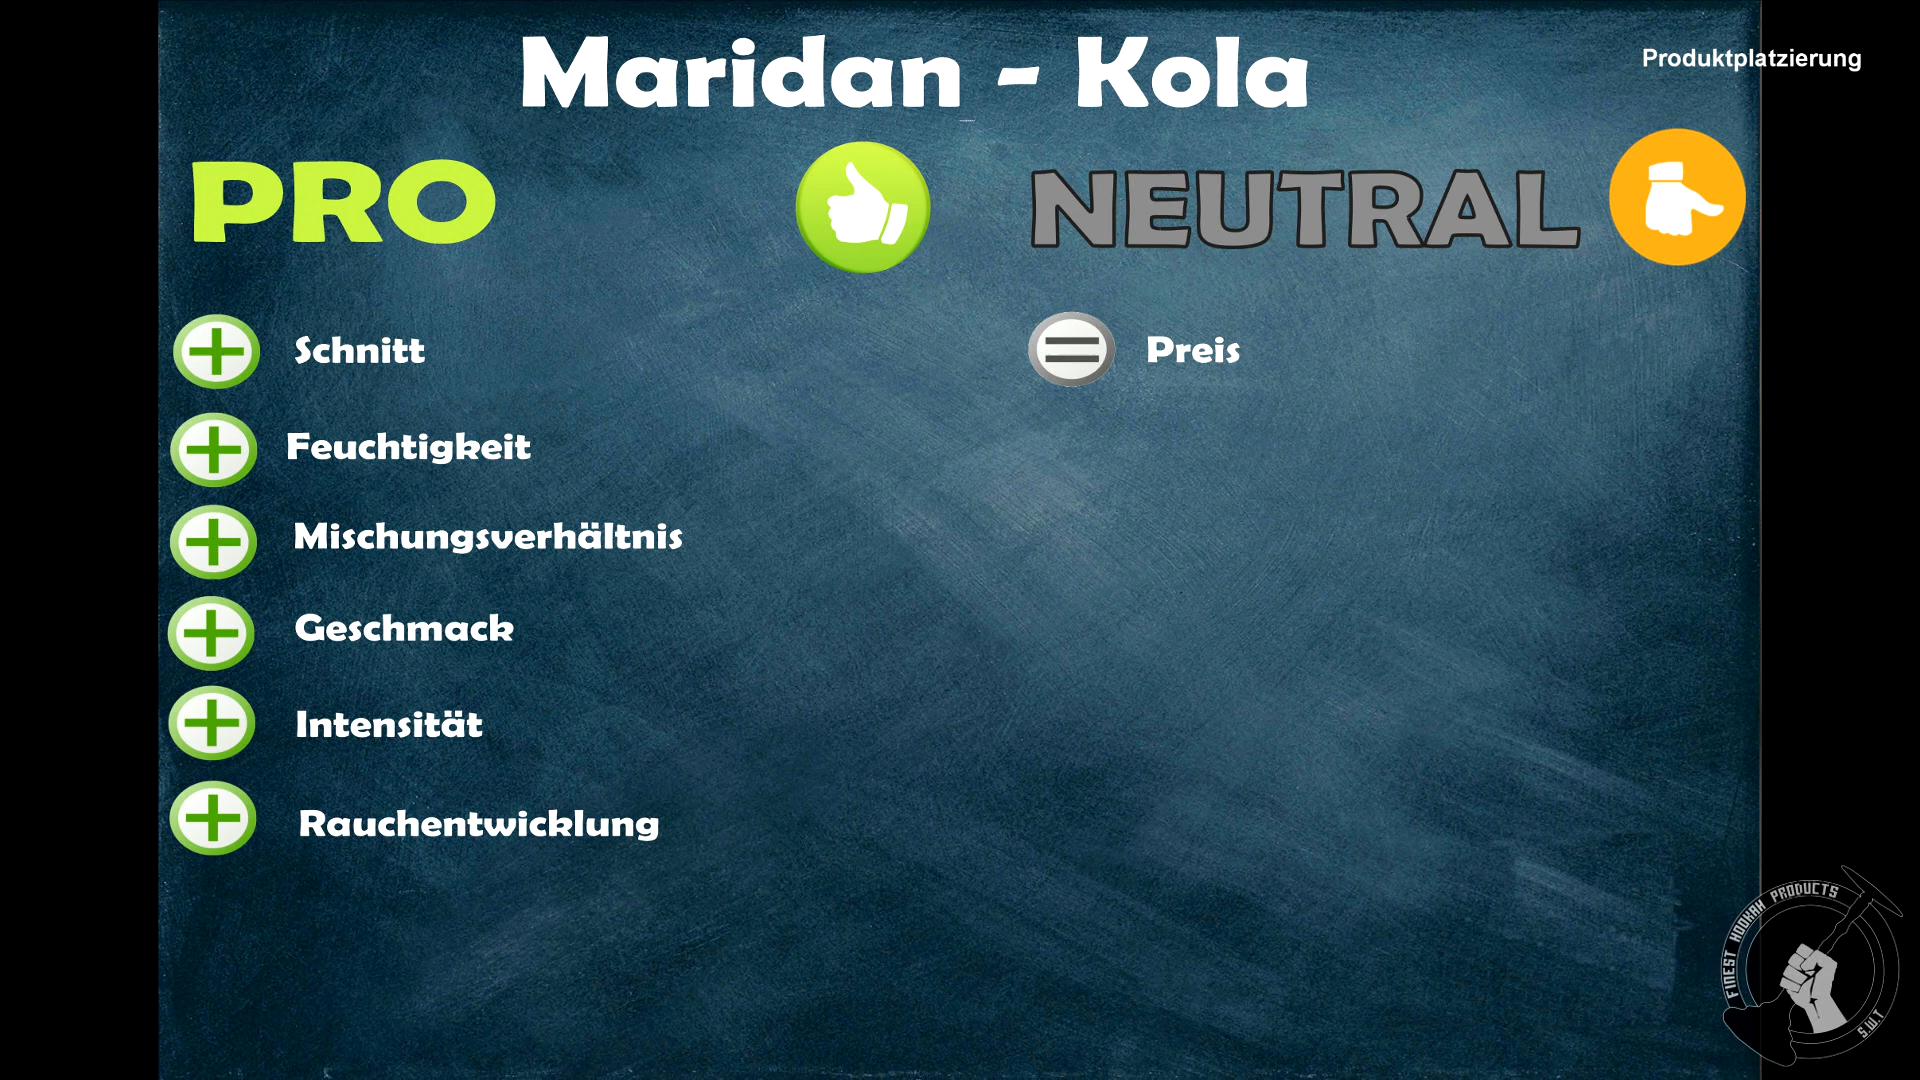 Maridan - Kola
Produktplatzierung
PRO
NEUTRAL
Schnitt
Preis
Feuchtigkeit
Mischungsverhältnis
Geschmack
Intensität
Rauchentwicklung
FINEST HOOKAH PRODUCTS
S.W.T